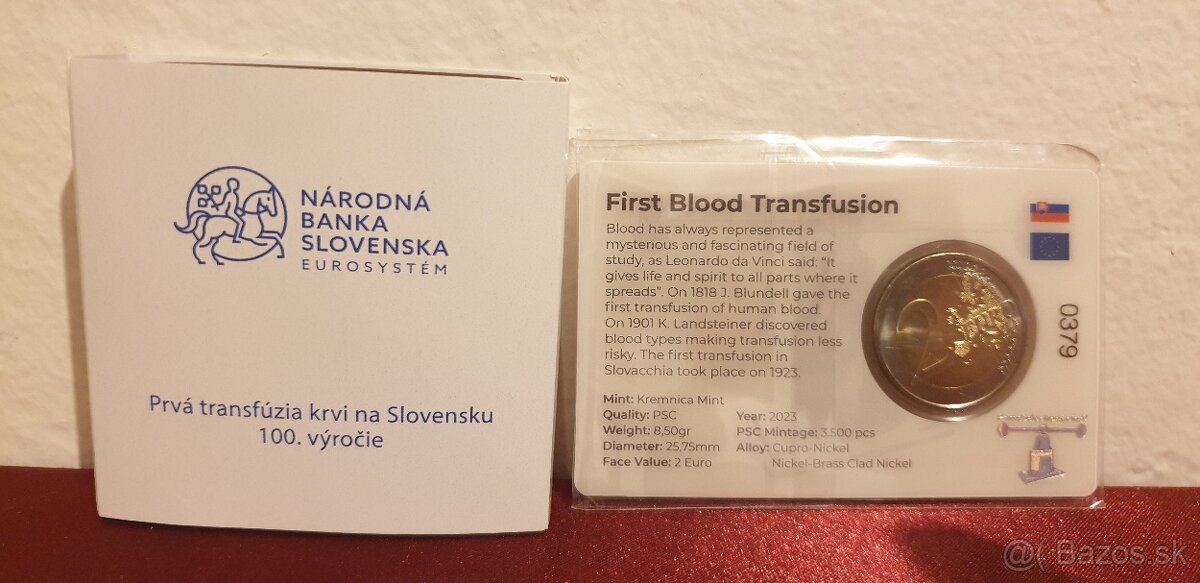 NÁRODNÁ
BANKA
SLOVENSKA
EUROSYSTÉM
Prvá transfúzia krvi na Slovensku
100. výročie
First Blood Transfusion
Blood has always represented a
mysterious and fascinating field of
study, as Leonardo da Vinci said: “It
gives life and spirit to all parts where it
spreads”. On 1818 J. Blundell gave the
first transfusion of human blood.
On 1901 K. Landsteiner discovered
blood types making transfusion less
risky. The first transfusion in
Slovacchia took place on 1923.
Mint: Kremnica Mint
Quality: PSC Year: 2023
Weight: 8,50gr PSC Mintage: 3.500 pcs
Diameter: 25,75mm Alloy: Cupro-Nickel
Face Value: 2 Euro Nickel-Brass Clad Nickel
2
0379
@( Bazos.sk